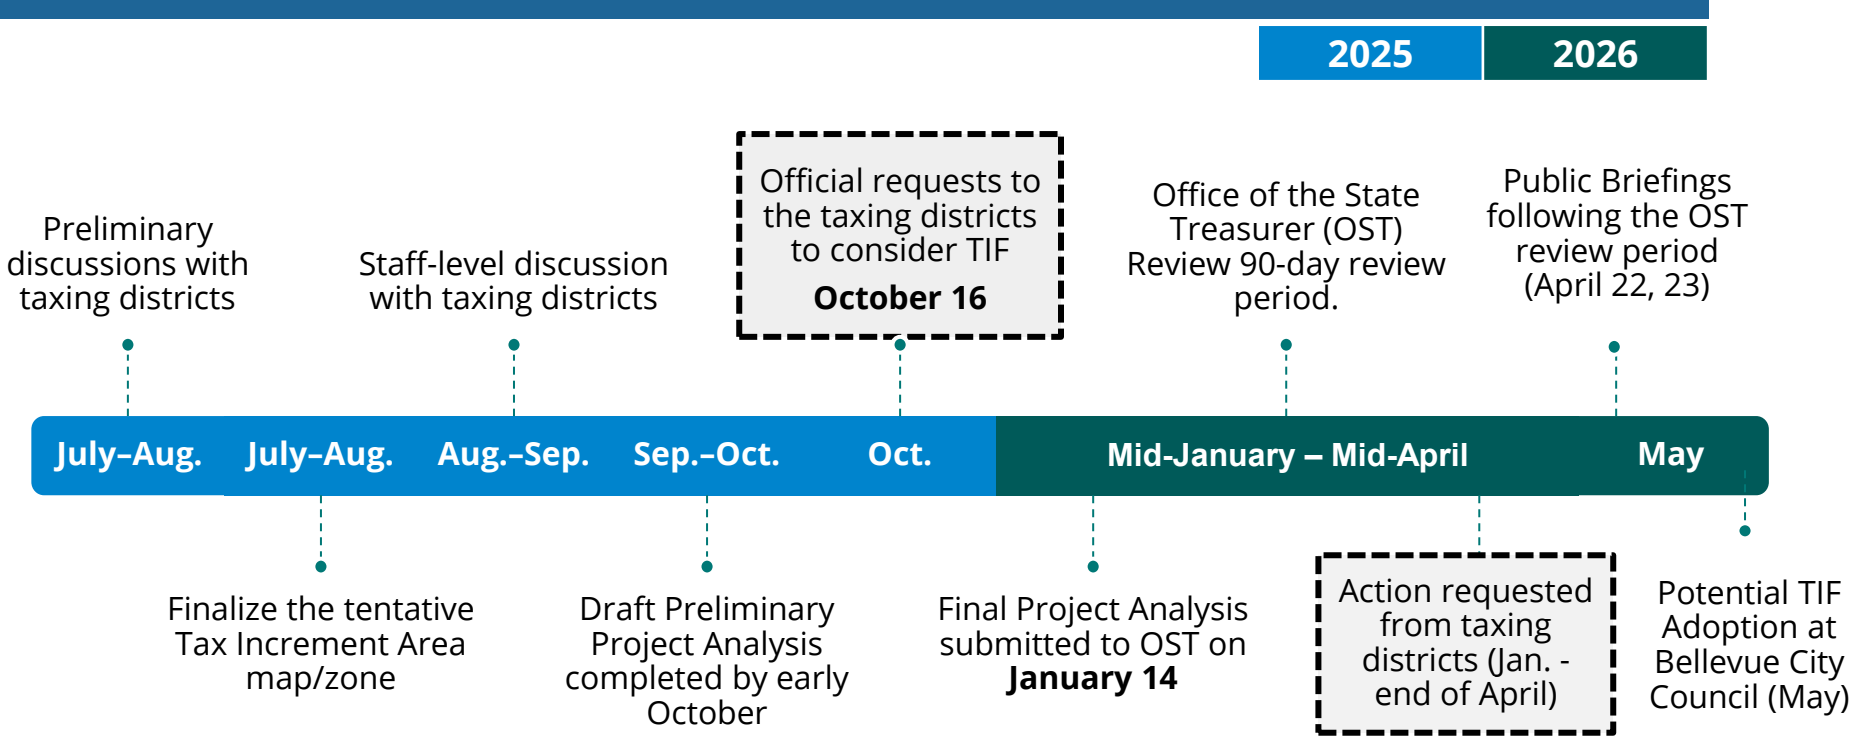 2025
2026
Preliminary
discussions with
taxing districts
Staff-level discussion
with taxing districts
Official requests to
the taxing districts
to consider TIF
October 16
Office of the State
Treasurer (OST)
Review 90-day review
period.
Public Briefings
following the OST
review period
(April 22, 23)
July–Aug.
July–Aug.
Aug.–Sep.
Sep.–Oct.
Oct.
Mid-January – Mid-April
May
Finalize the tentative
Tax Increment Area
map/zone
Draft Preliminary
Project Analysis
completed by early
October
Final Project Analysis
submitted to OST on
January 14
Action requested
from taxing
districts (Jan. -
end of April)
Potential TIF
Adoption at
Bellevue City
Council (May)